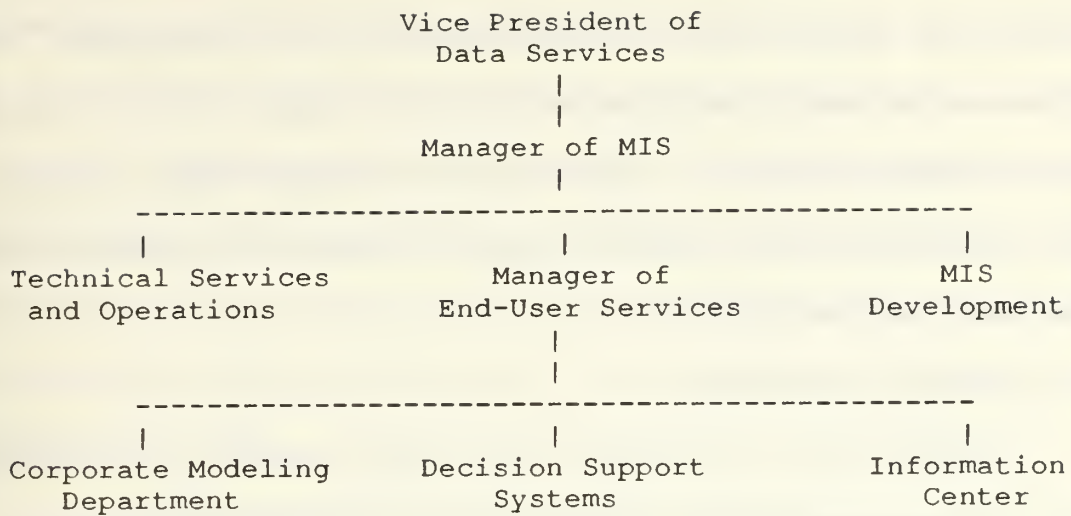 Vice President of
Data Services
Manager of MIS
Technical Services
and Operations
Manager of
End-User Services
MIS
Development
Corporate Modeling
Department
Decision Support
Systems
Information
Center